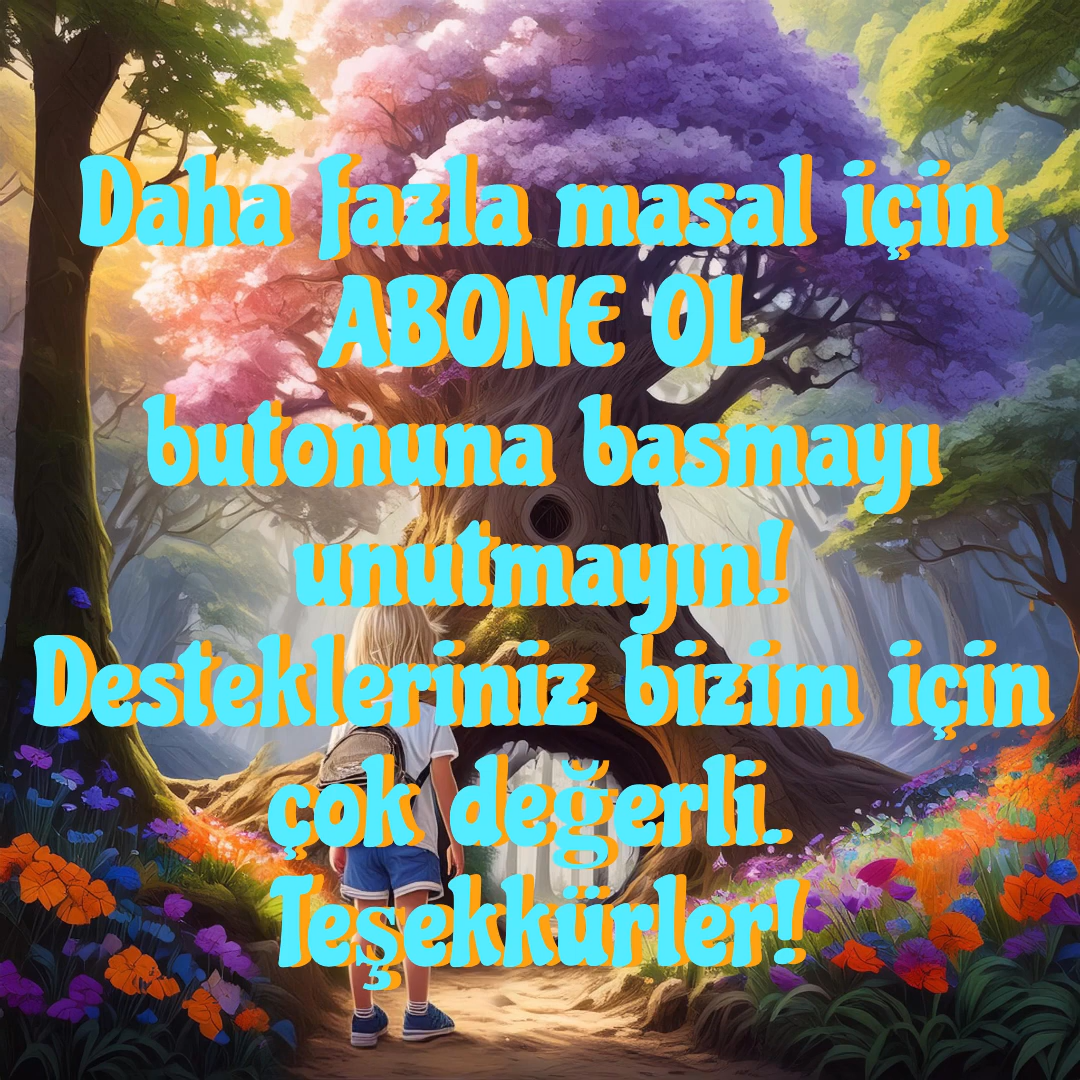 Daha fazla masal için
ABONE OL
butonuna basmayı
unutmayın!
Destekleriniz bizim için
çok değerli.
Teşekkürler!